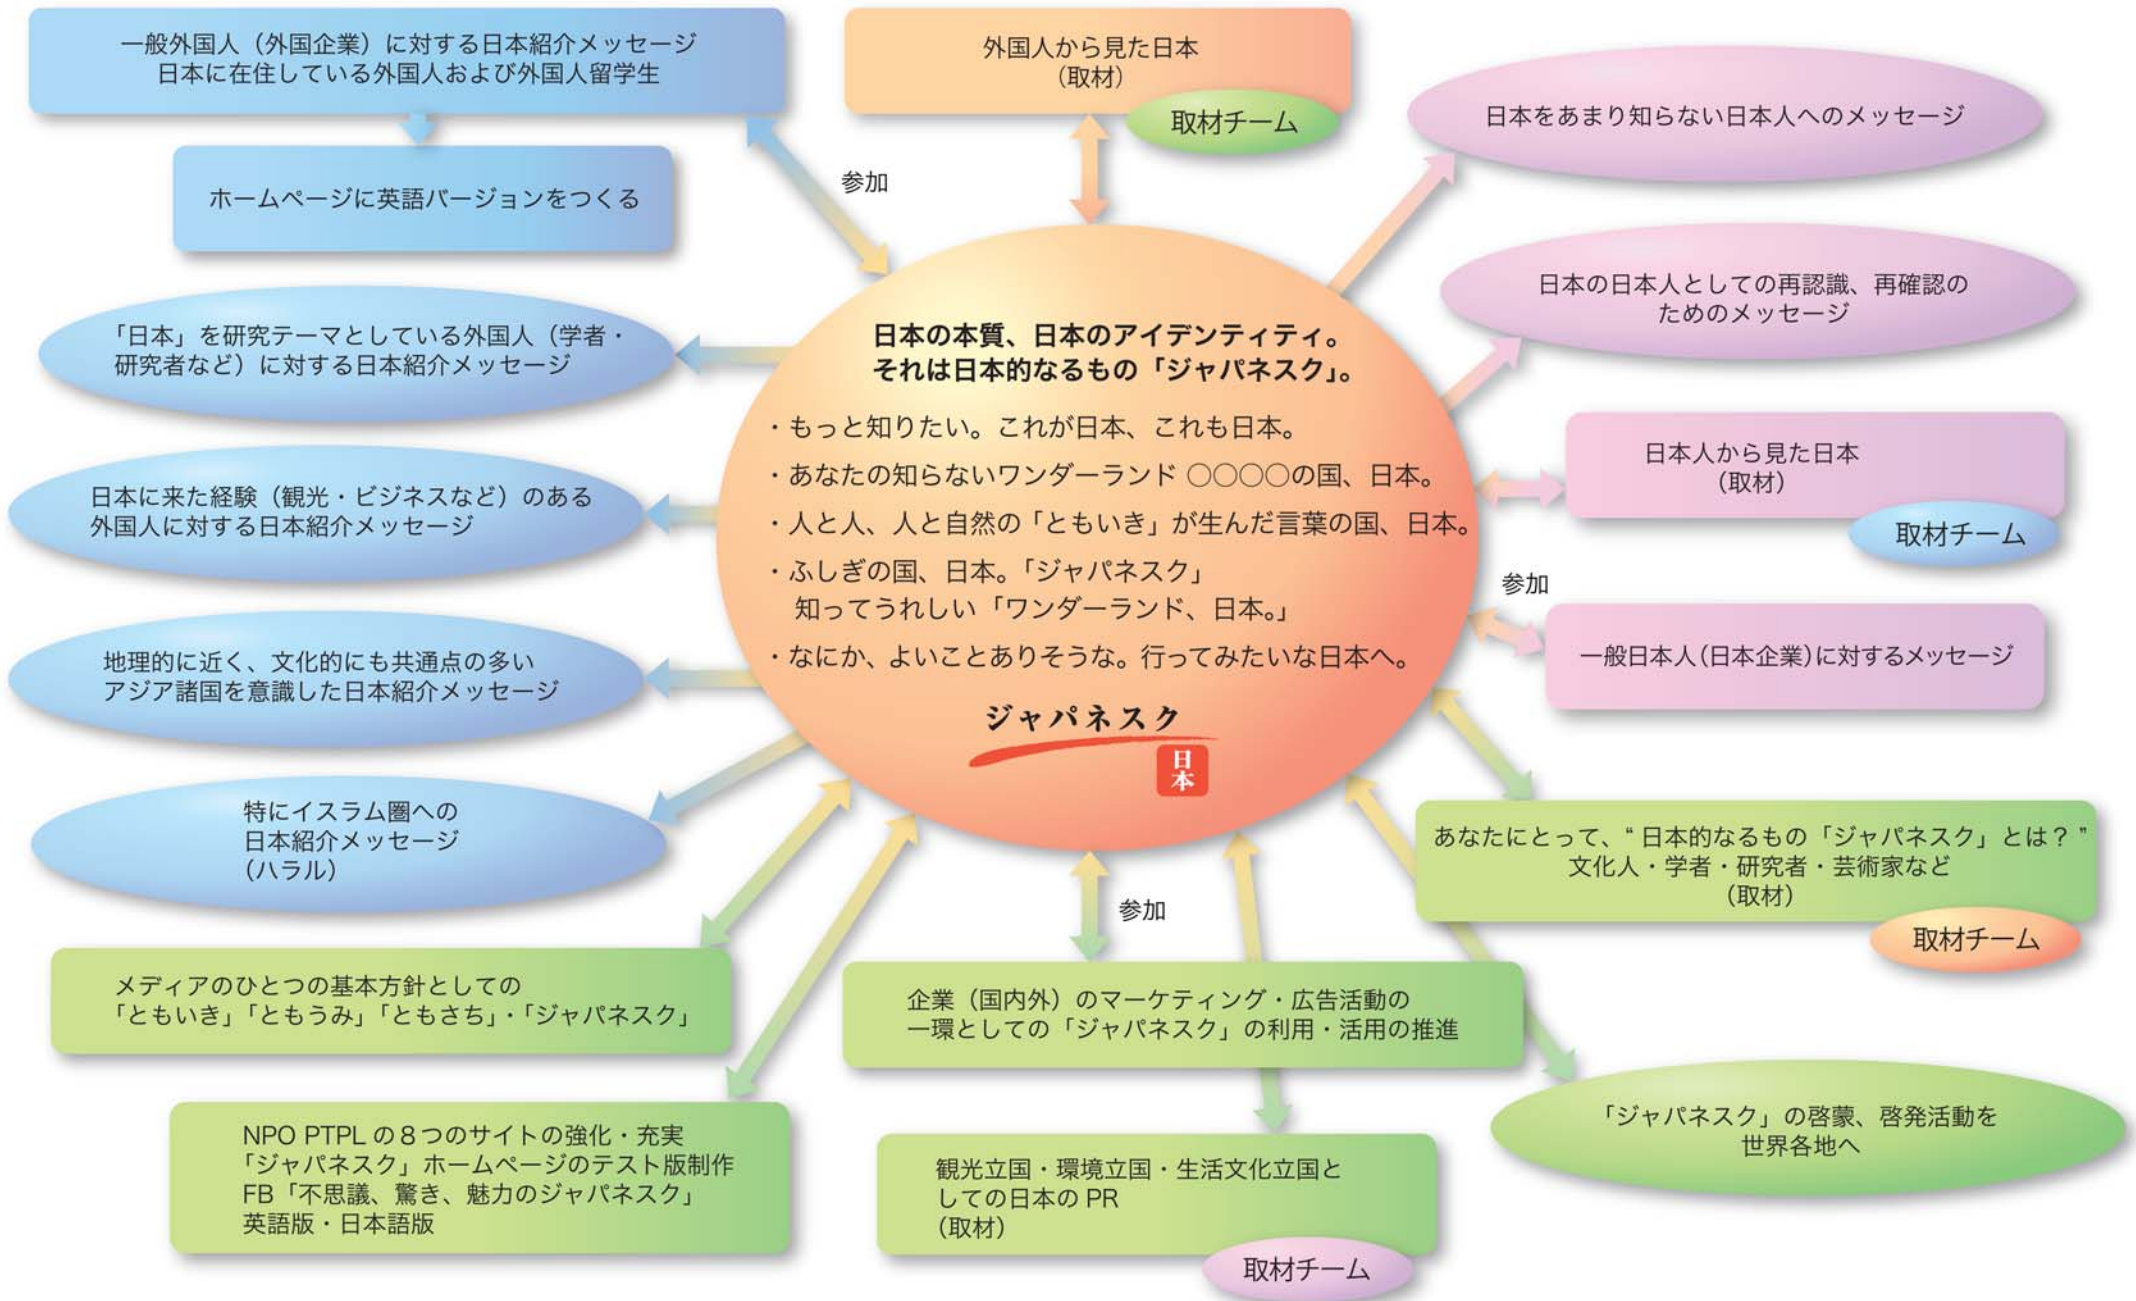 一般外国人（外国企業）に対する日本紹介メッセージ
日本に在住している外国人および外国人留学生
ホームページに英語バージョンをつくる
参加
外国人から見た日本
（取材）
取材チーム
日本をあまり知らない日本人へのメッセージ
日本の日本人としての再認識、再確認の
ためのメッセージ
「日本」を研究テーマとしている外国人（学者・
研究者など）に対する日本紹介メッセージ
日本に来た経験（観光・ビジネスなど）のある
外国人に対する日本紹介メッセージ
地理的に近く、文化的にも共通点の多い
アジア諸国を意識した日本紹介メッセージ
特にイスラム圏への
日本紹介メッセージ
（ハラル）
日本の本質、日本のアイデンティティ。
それは日本的なるもの「ジャパネスク」。
・もっと知りたい。これが日本、これも日本。
・あなたの知らないワンダーランド ○○○○の国、日本。
・人と人、人と自然の「ともいき」が生んだ言葉の国、日本。
・ふしぎの国、日本。「ジャパネスク」
知ってうれしい「ワンダーランド、日本。」
・なにか、よいことありそうな。行ってみたいな日本へ。
ジャパネスク
日本
日本人から見た日本
（取材）
取材チーム
参加
一般日本人（日本企業）に対するメッセージ
あなたにとって、“ 日本的なるもの「ジャパネスク」とは？ ”
文化人・学者・研究者・芸術家など
（取材）
取材チーム
メディアのひとつの基本方針としての
「ともいき」「ともうみ」「ともさち」・「ジャパネスク」
NPO PTPL の８つのサイトの強化・充実
「ジャパネスク」ホームページのテスト版制作
FB「不思議、驚き、魅力のジャパネスク」
英語版・日本語版
参加
企業（国内外）のマーケティング・広告活動の
一環としての「ジャパネスク」の利用・活用の推進
観光立国・環境立国・生活文化立国と
しての日本の PR
（取材）
取材チーム
「ジャパネスク」の啓蒙、啓発活動を
世界各地へ